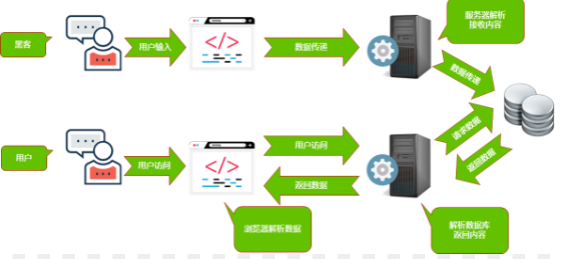 服务器解析
接收内容
黑客
用户输入
</>
数据传递
数据传递
请求数据
返回数据
用户
用户访问
</>
用户访问
返回数据
浏览器解析数据
解析数据库
返回内容